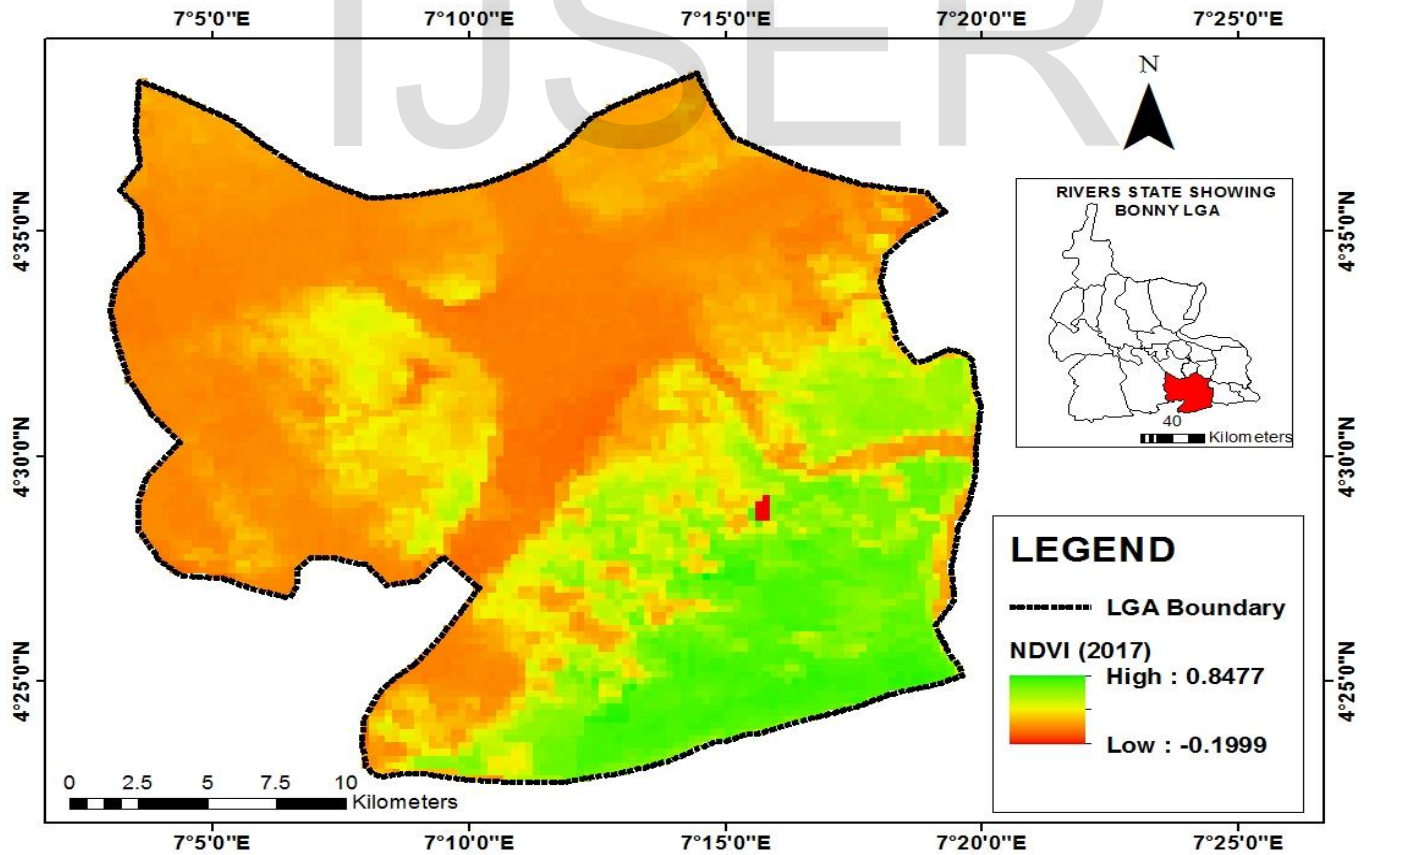 IJSER
7°5'0"E 7°10'0"E 7°15'0"E 7°20'0"E 7°25'0"E
N
RIVERS STATE SHOWING
BONNY LGA
4°35'0"N 4°35'0"N
40
Kilometers
4°30'0"N 4°30'0"N
LEGEND
LGA Boundary
NDVI (2017)
High : 0.8477
Low : -0.1999
4°25'0"N 4°25'0"N
0 2.5 5 7.5 10
Kilometers
7°5'0"E 7°10'0"E 7°15'0"E 7°20'0"E 7°25'0"E